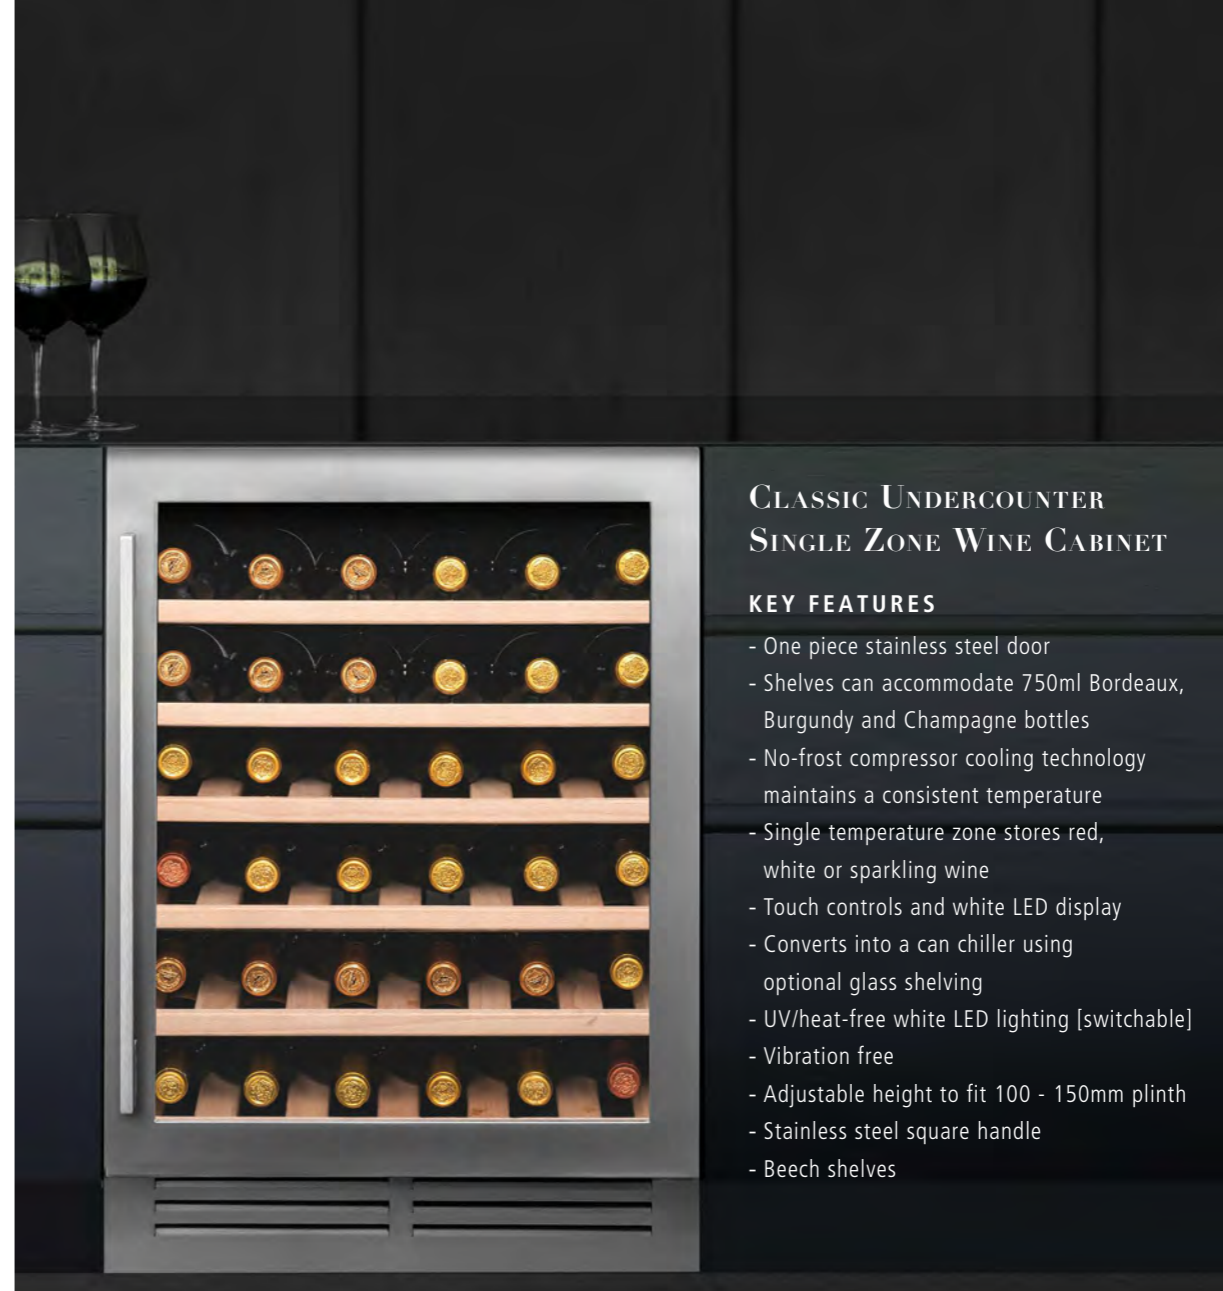 Classic Undercounter
Single Zone Wine Cabinet
KEY FEATURES
- One piece stainless steel door
- Shelves can accommodate 750ml Bordeaux,
Burgundy and Champagne bottles
- No-frost compressor cooling technology
maintains a consistent temperature
- Single temperature zone stores red,
white or sparkling wine
- Touch controls and white LED display
- Converts into a can chiller using
optional glass shelving
- UV/heat-free white LED lighting [switchable]
- Vibration free
- Adjustable height to fit 100 - 150mm plinth
- Stainless steel square handle
- Beech shelves